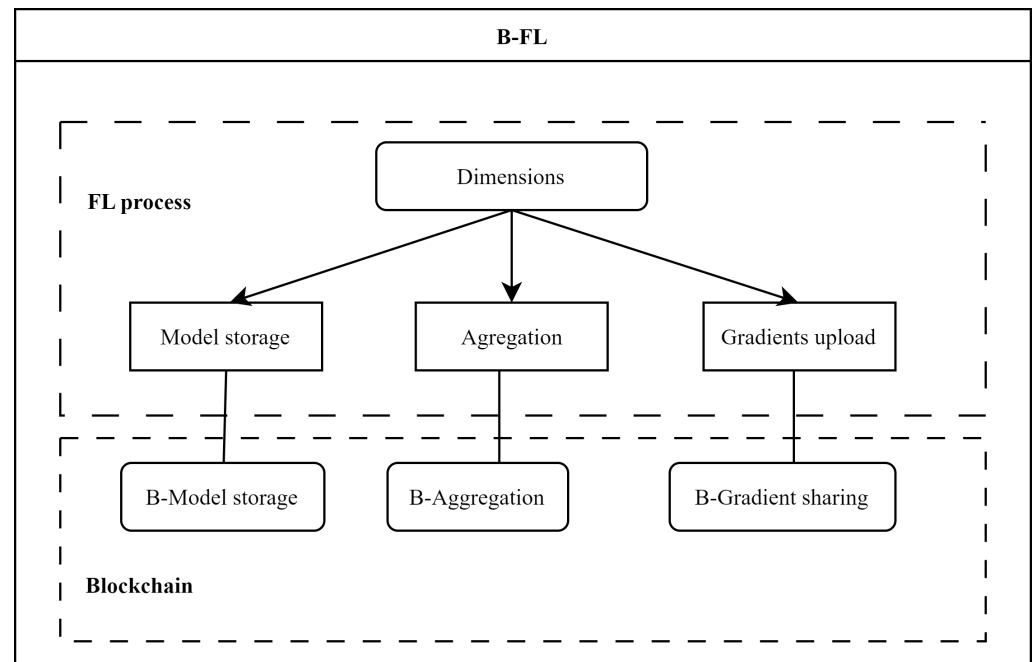 B-FL
Dimensions
FL process
Model storage
Agregation
Gradients upload
B-Model storage
B-Aggregation
B-Gradient sharing
Blockchain